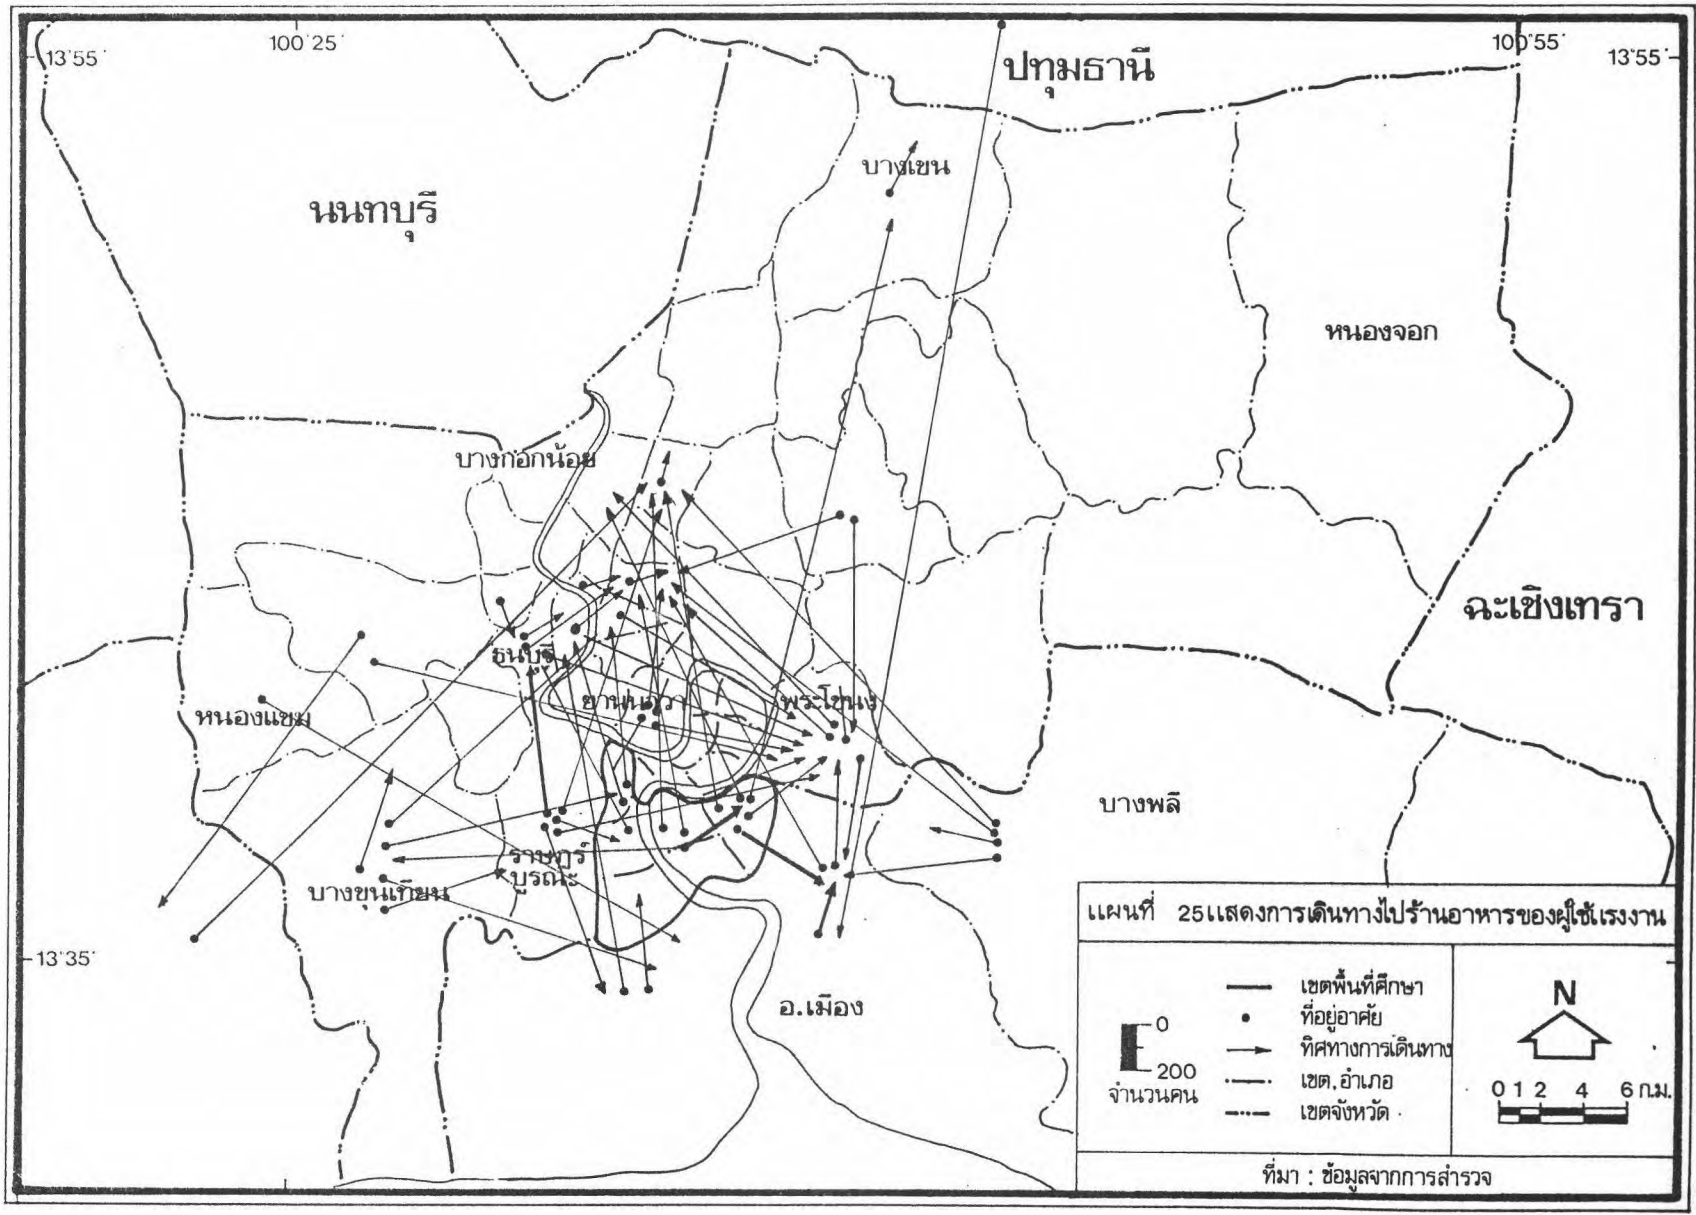 100°25'
100°55'
13°55'
13°55'
ปทุมธานี
บางเขน
นนทบุรี
หนองจอก
บางกอกน้อย
ฉะเชิงเทรา
ธนบุรี
ยานนาวา
พระโขนง
หนองแขม
บางพลี
ราษฎร์
บูรณะ
บางขุนเทียน
13°35'
อ.เมือง
แผนที่ 25แสดงการเดินทางไปร้านอาหารของผู้ใช้แรงงาน
เขตพื้นที่ศึกษา
ที่อยู่อาศัย
ทิศทางการเดินทาง
เขต,อำเภอ
เขตจังหวัด
0
200
จำนวนคน
N
0 1 2 4 6 ก.ม.
ที่มา : ข้อมูลจากการสำรวจ